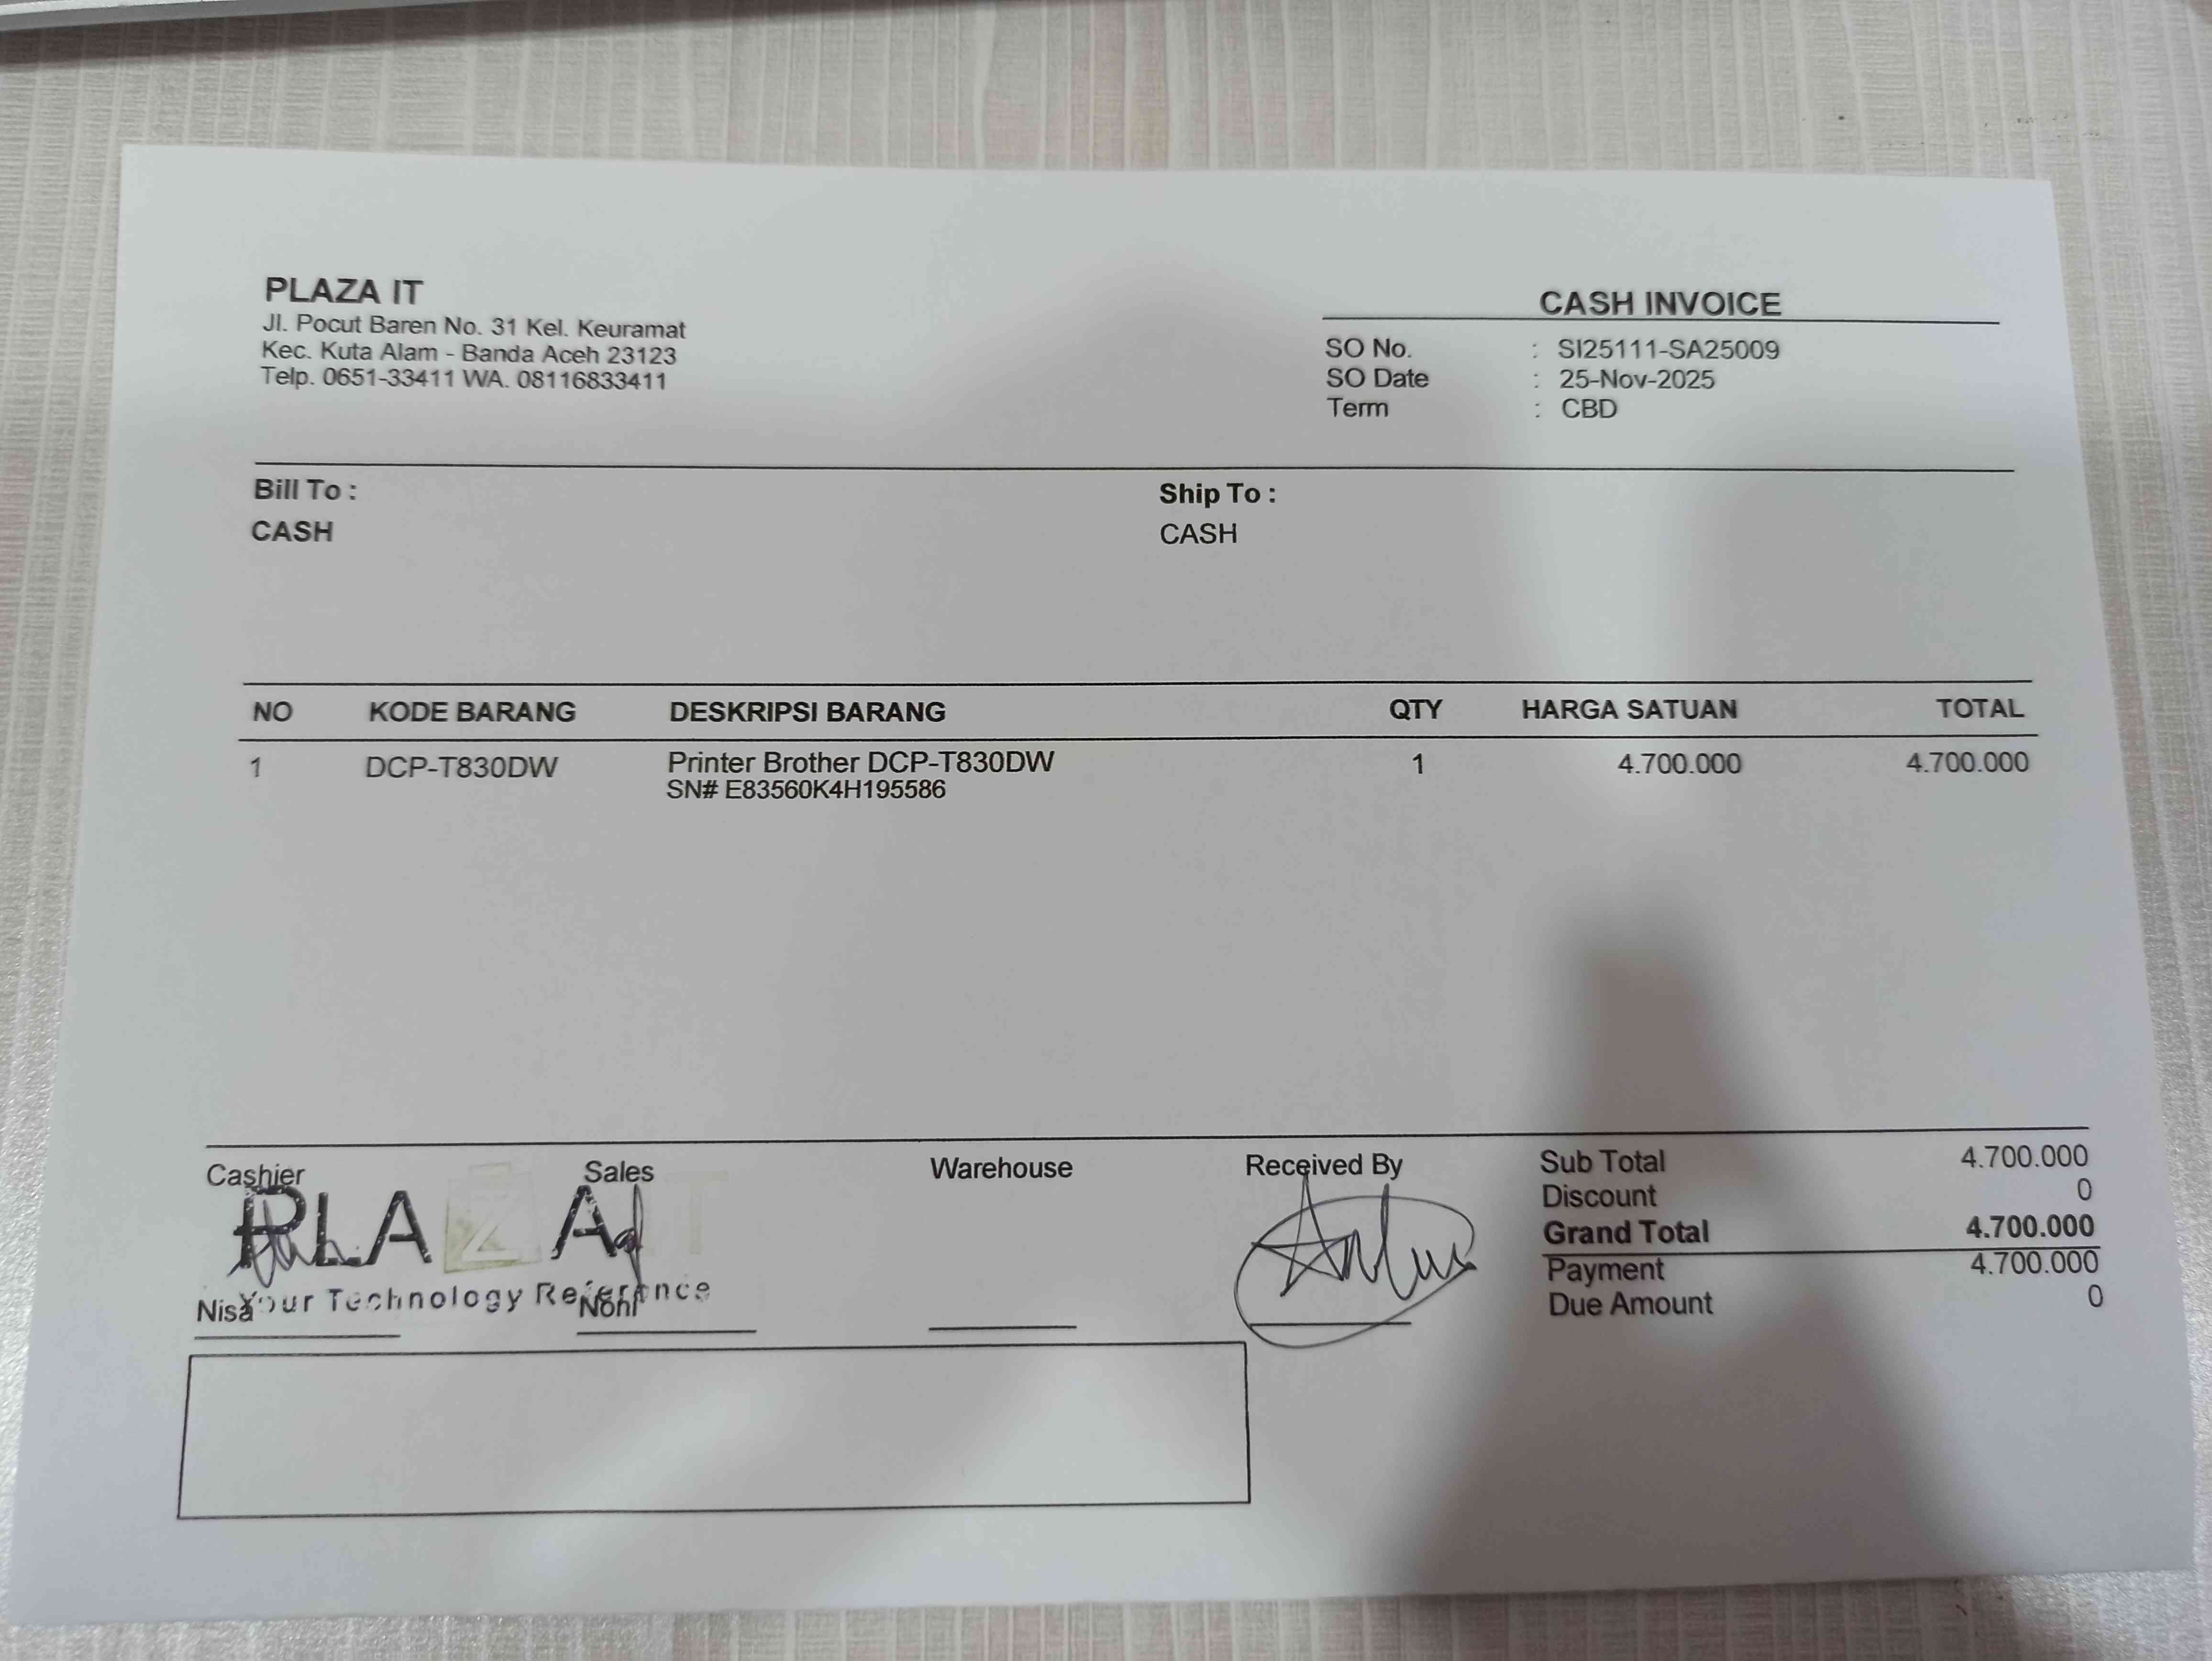 PLAZA IT
Jl. Pocut Baren No. 31 Kel. Keuramat
Kec. Kuta Alam - Banda Aceh 23123
Telp. 0651-33411 WA. 08116833411
CASH INVOICE
SO No. : SI25111-SA25009
SO Date : 25-Nov-2025
Term : CBD
Bill To :
CASH
Ship To :
CASH
NO KODE BARANG DESKRIPSI BARANG QTY HARGA SATUAN TOTAL
1 DCP-T830DW Printer Brother DCP-T830DW 1 4.700.000 4.700.000
SN# E83560K4H195586
Cashier Sales Warehouse Received By
PLAZA IT
Your Technology Reference
Nisa
Sub Total 4.700.000
Discount 0
Grand Total 4.700.000
Payment 4.700.000
Due Amount 0